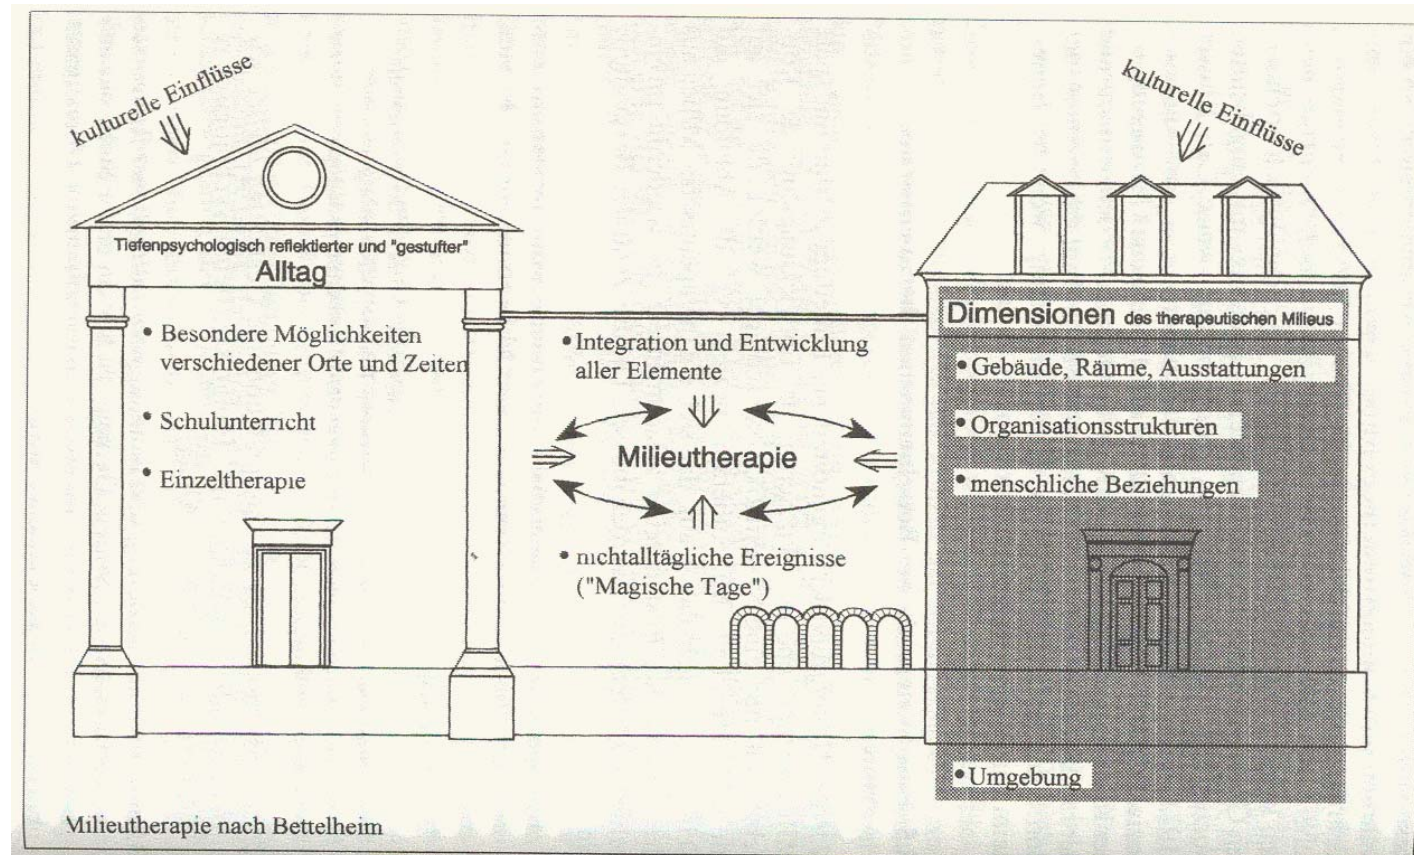 kulturelle Einflüsse
kulturelle Einflüsse
Tiefenpsychologisch reflektierter und "gestufter"
Alltag
• Besondere Möglichkeiten
verschiedener Orte und Zeiten
• Schulunterricht
• Einzeltherapie
• Integration und Entwicklung
aller Elemente
Milieutherapie
• nichtalltägliche Ereignisse
("Magische Tage")
Dimensionen des therapeutischen Milieus
• Gebäude, Räume, Ausstattungen
• Organisationsstrukturen
• menschliche Beziehungen
• Umgebung
Milieutherapie nach Bettelheim